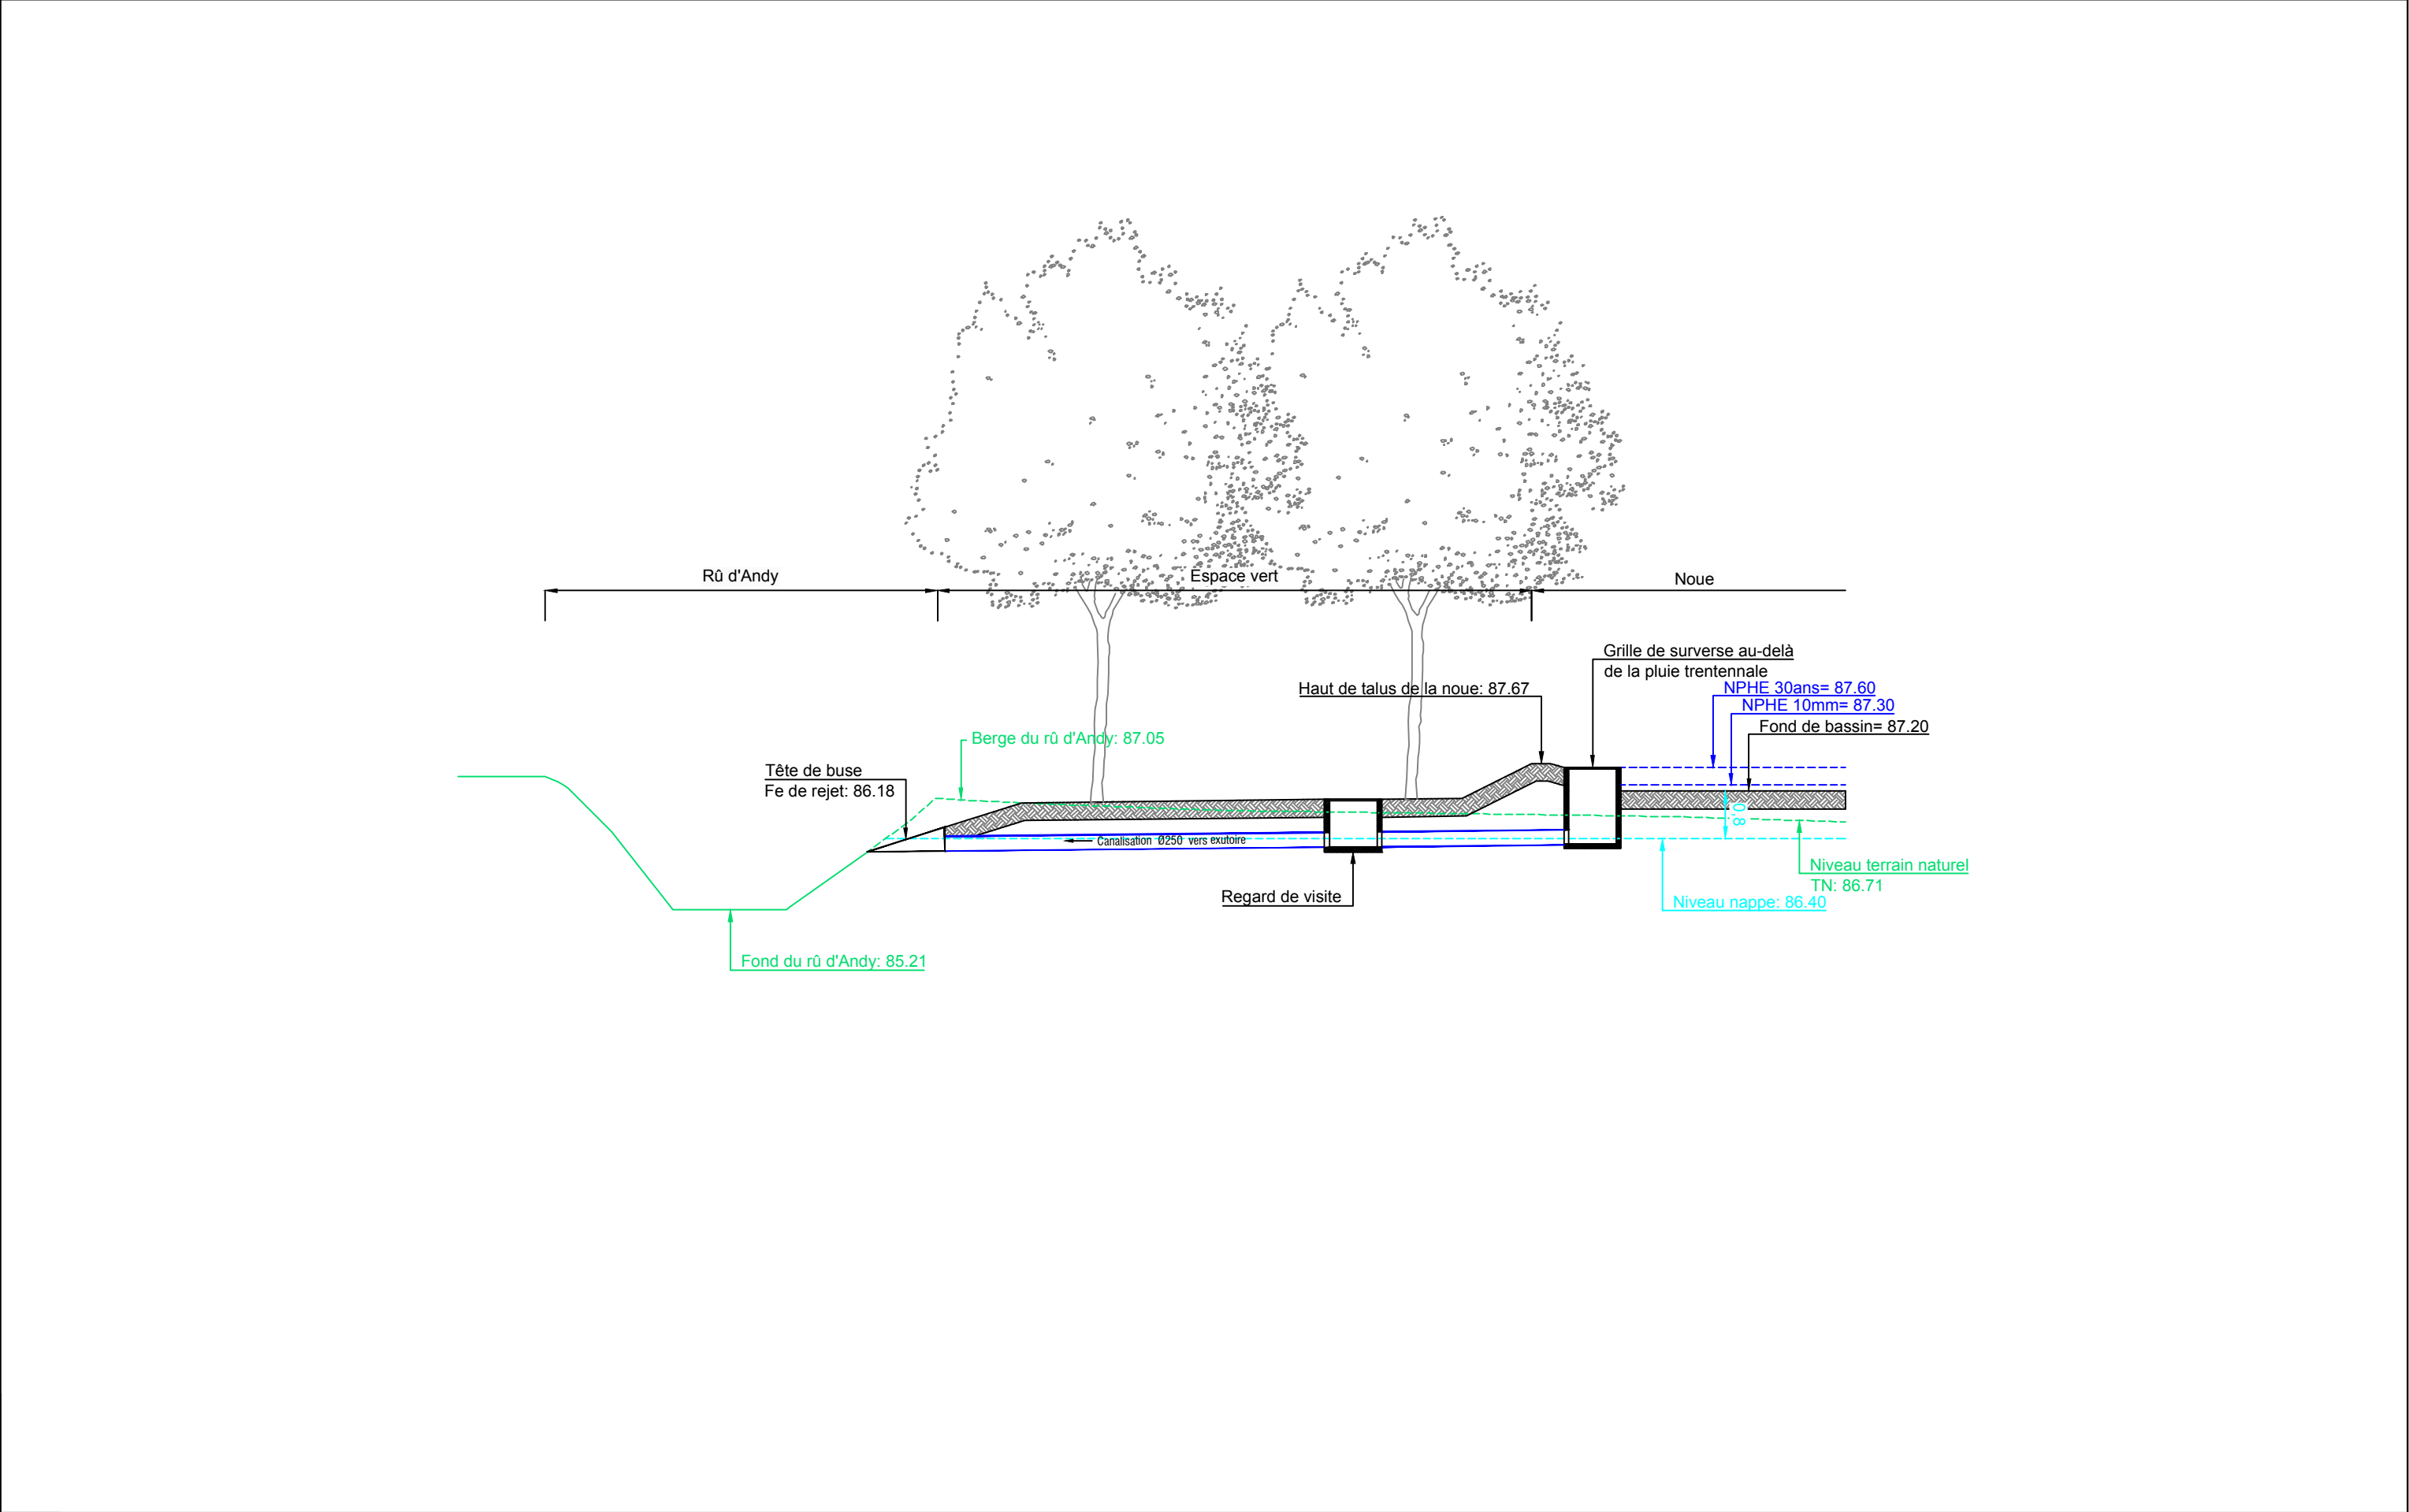 Rû d'Andy
Espace vert
Noue
Grille de surverse au-delà
de la pluie trentennale
Haut de talus de la noue: 87.67
NPHE 30ans= 87.60
NPHE 10mm= 87.30
Fond de bassin= 87.20
Berge du rû d'Andy: 87.05
Tête de buse
Fe de rejet: 86.18
0.8
Canalisation Ø250 vers exutoire
Niveau terrain naturel
TN: 86.71
Regard de visite
Niveau nappe: 86.40
Fond du rû d'Andy: 85.21